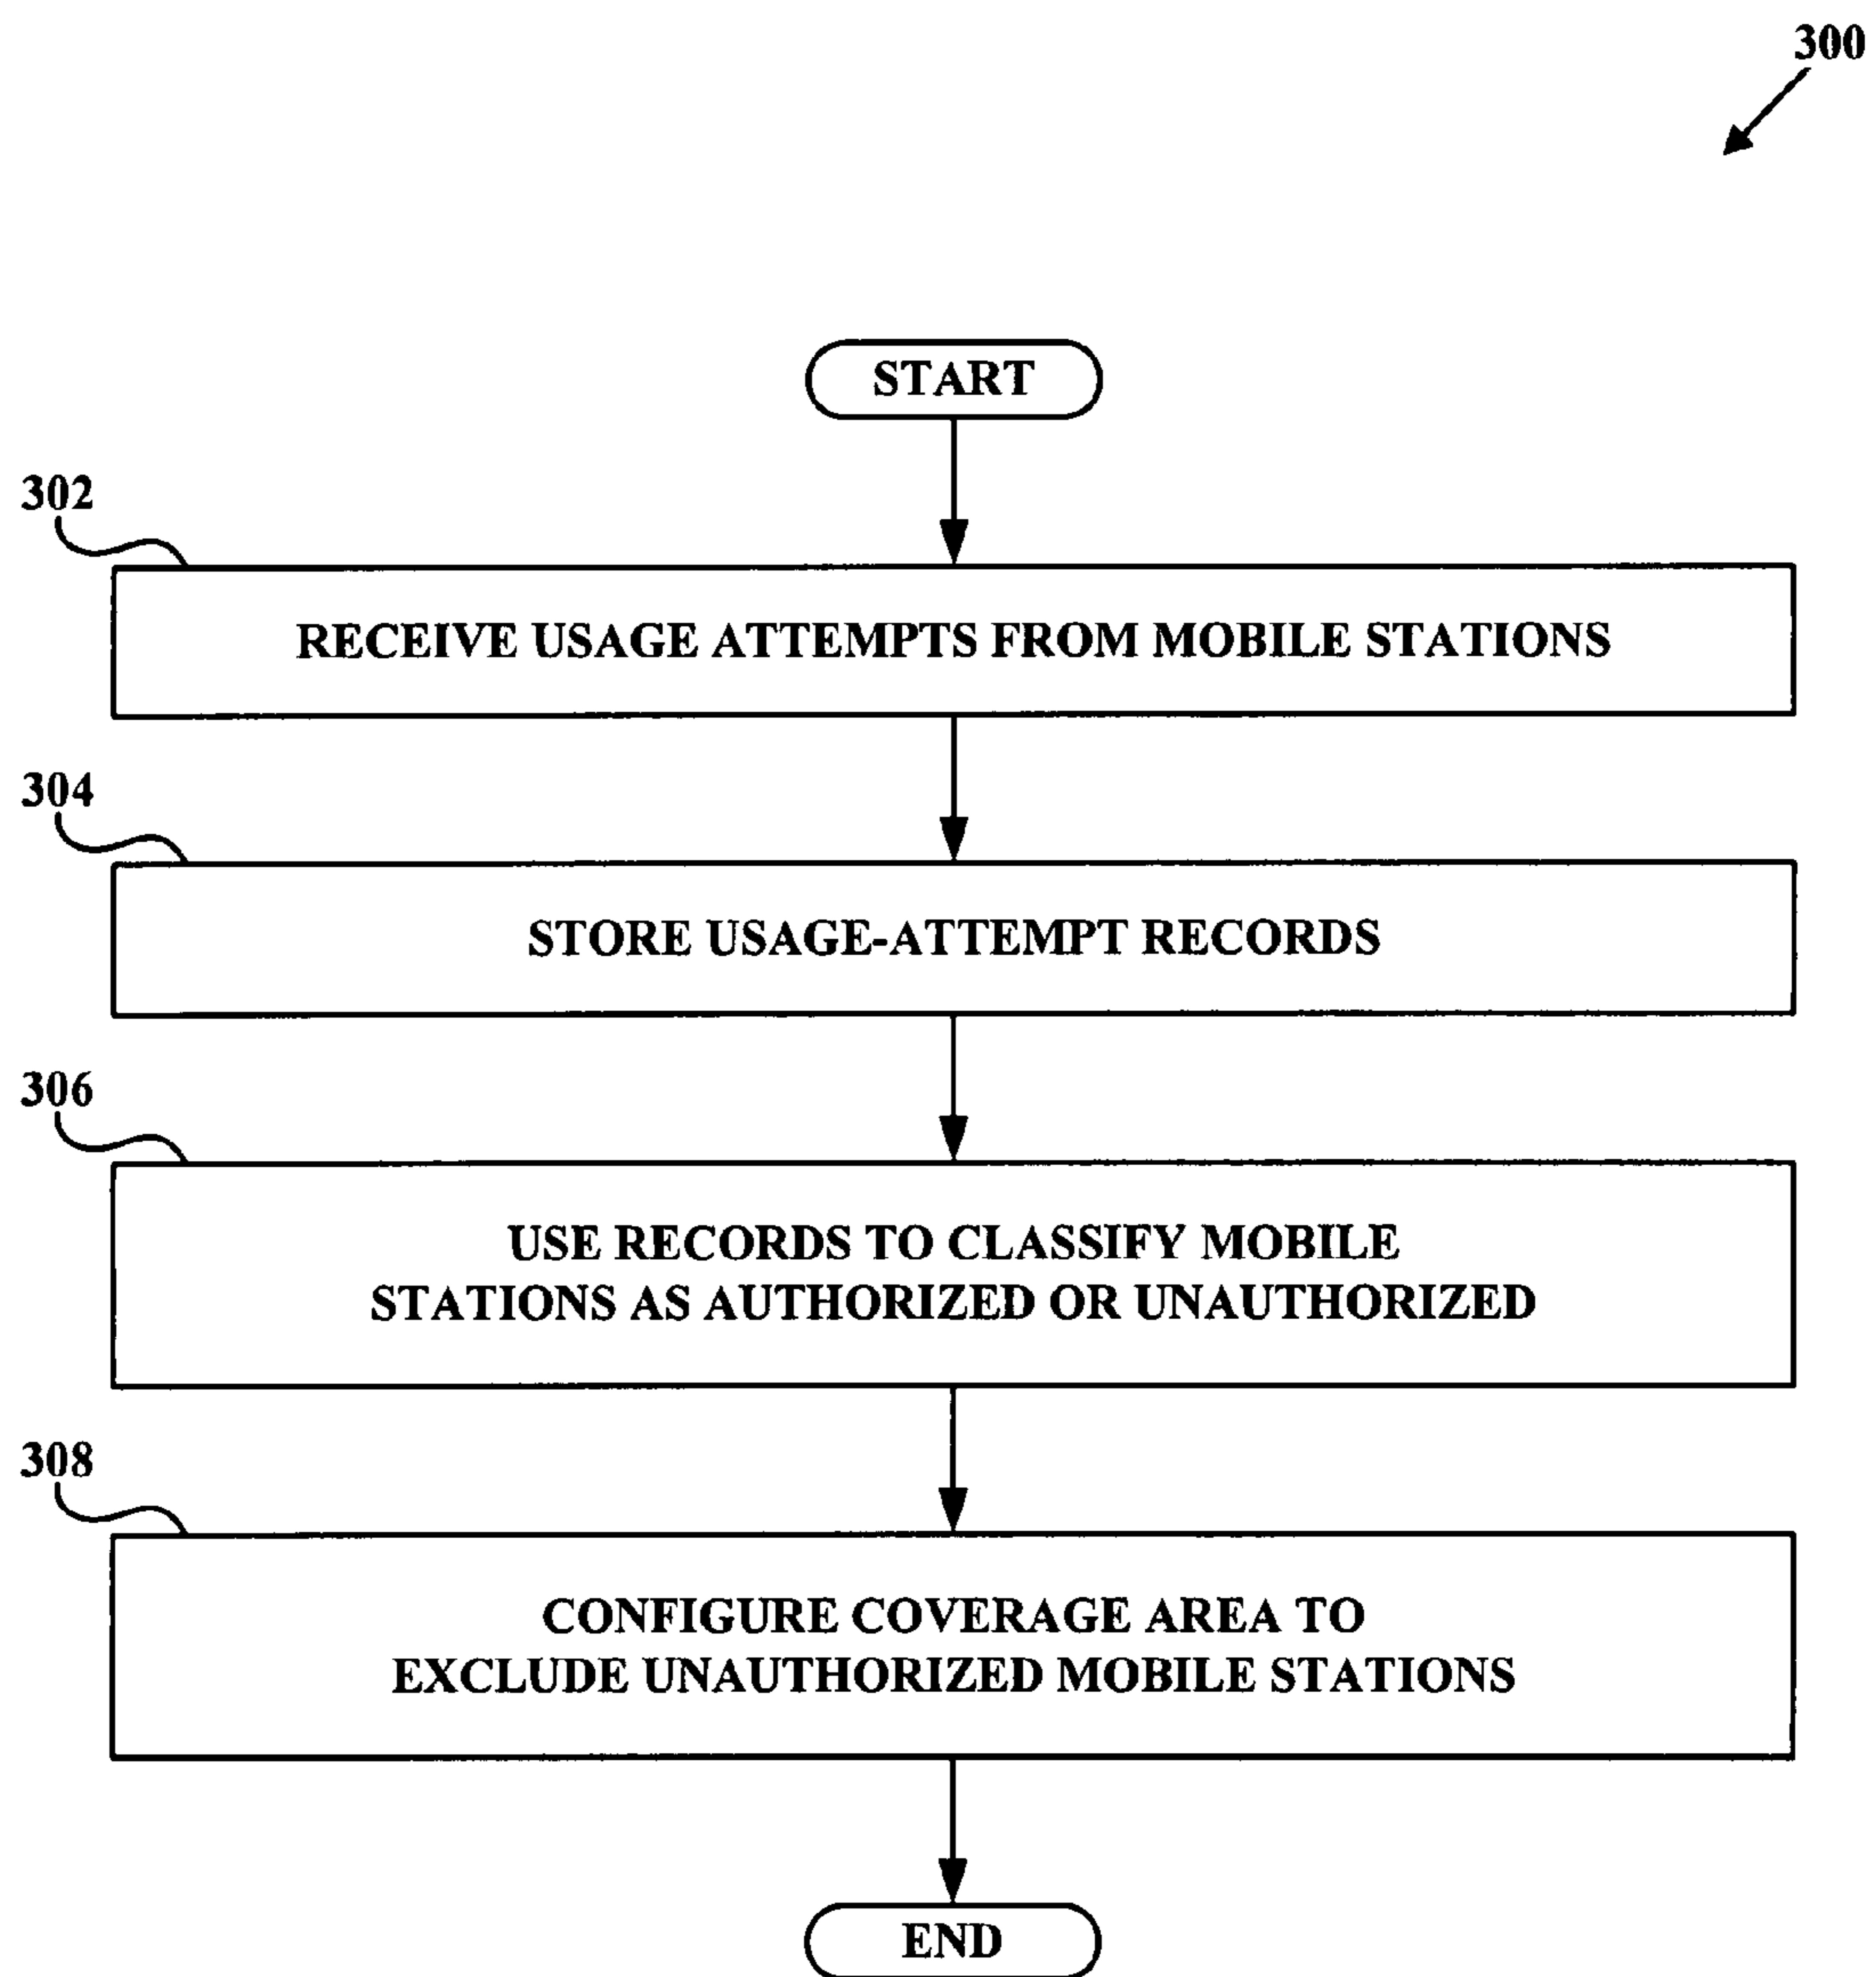 300
START
302
RECEIVE USAGE ATTEMPTS FROM MOBILE STATIONS
304
STORE USAGE-ATTEMPT RECORDS
306
USE RECORDS TO CLASSIFY MOBILE
STATIONS AS AUTHORIZED OR UNAUTHORIZED
308
CONFIGURE COVERAGE AREA TO
EXCLUDE UNAUTHORIZED MOBILE STATIONS
END